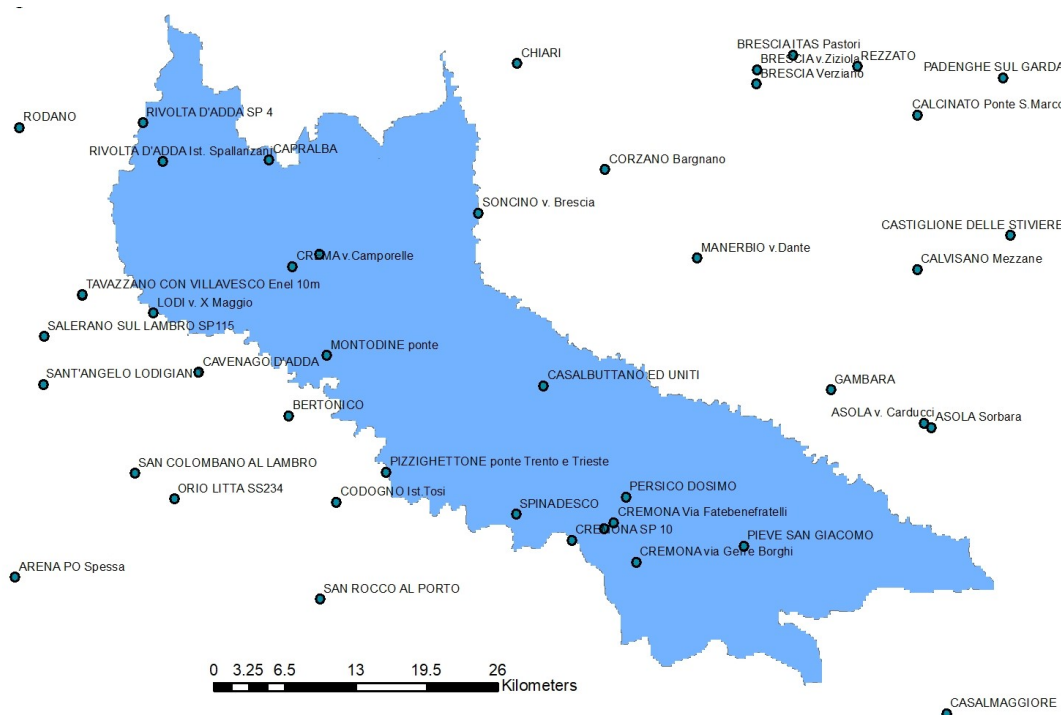 CHIARI
BRESCIA ITAS Pastori
BRESCIA v.Ziziola
REZZATO
BRESCIA Verziano
PADENGHE SUL GARDA
CALCINATO Ponte S.Marco
RODANO
RIVOLTA D'ADDA SP 4
RIVOLTA D'ADDA Ist. Spallanzani
CAPRALBA
CORZANO Bargnano
SONCINO v. Brescia
CASTIGLIONE DELLE STIVIERE
MANERBIO v.Dante
CREMA v.Camporelle
CALVISANO Mezzane
TAVAZZANO CON VILLAVESCO Enel 10m
LODI v. X Maggio
SALERANO SUL LAMBRO SP115
MONTODINE ponte
CAVENAGO D'ADDA
SANT'ANGELO LODIGIANO
CASALBUTTANO ED UNITI
GAMBARA
BERTONICO
ASOLA v. Carducci
ASOLA Sorbara
SAN COLOMBANO AL LAMBRO
PIZZIGHETTONE ponte Trento e Trieste
ORIO LITTA SS234
CODOGNO Ist.Tosi
PERSICO DOSIMO
SPINADESCO
CREMONA Via Fatebenefratelli
CREMONA SP 10
PIEVE SAN GIACOMO
CREMONA via Gerre Borghi
ARENA PO Spessa
SAN ROCCO AL PORTO
0 3.25 6.5 13 19.5 26
Kilometers
CASALMAGGIORE